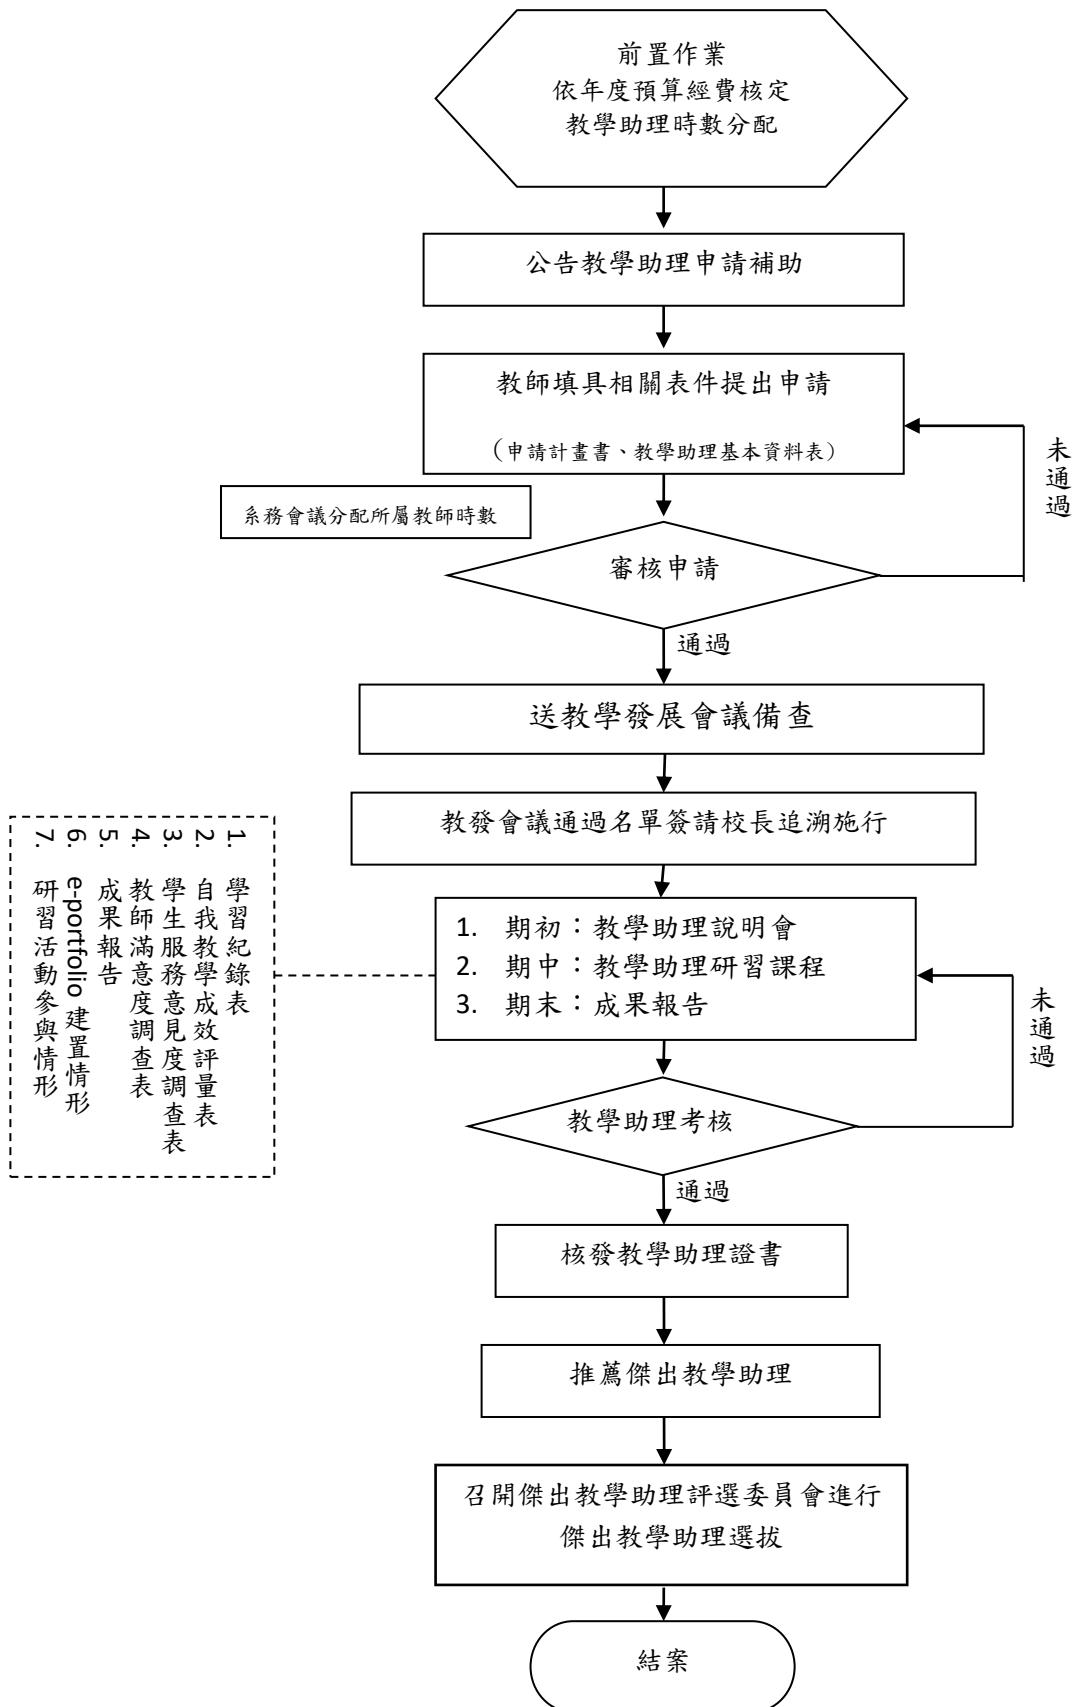 前置作業
依年度預算經費核定
教學助理時數分配
公告教學助理申請補助
教師填具相關表件提出申請
（申請計畫書、教學助理基本資料表）
未通過
系務會議分配所屬教師時數
審核申請
通過
送教學發展會議備查
教發會議通過名單簽請校長追溯施行
1. 學習紀錄表
2. 自我教學成效評量表
3. 學生服務意見度調查表
4. 教師滿意度調查表
5. 成果報告
6. e-portfolio 建置情形
7. 研習活動參與情形
1. 期初：教學助理說明會
2. 期中：教學助理研習課程
3. 期末：成果報告
未通過
教學助理考核
通過
核發教學助理證書
推薦傑出教學助理
召開傑出教學助理評選委員會進行
傑出教學助理選拔
結案